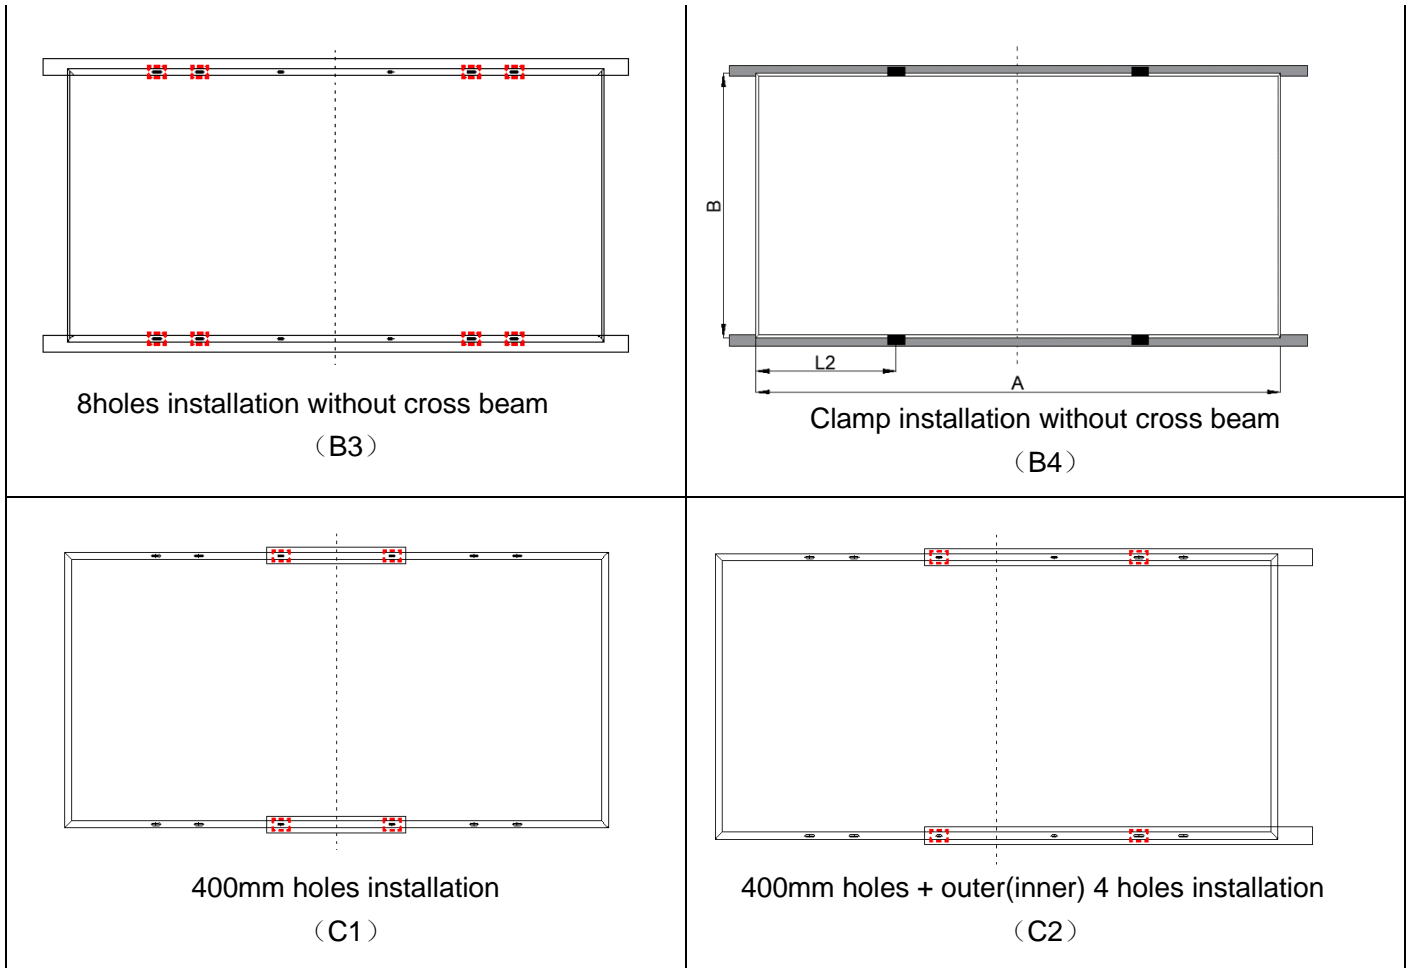 8holes installation without cross beam
（B3）
B
L2
A
Clamp installation without cross beam
（B4）
400mm holes installation
（C1）
400mm holes + outer(inner) 4 holes installation
（C2）